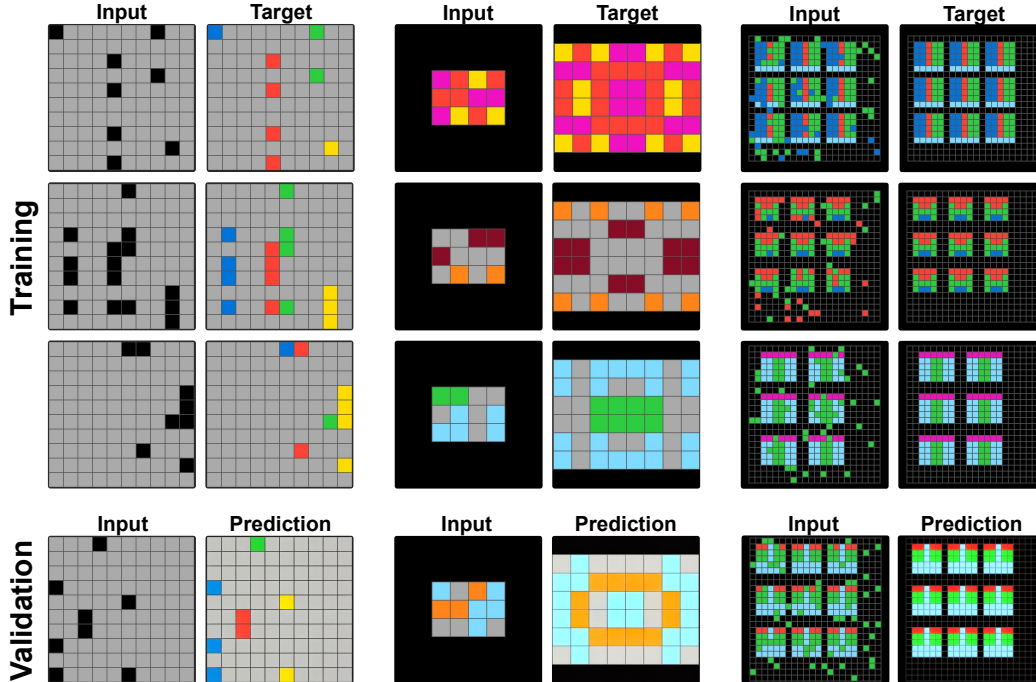 Input Target Input Target Input Target
Training
Input Prediction Input Prediction Input Prediction
Validation